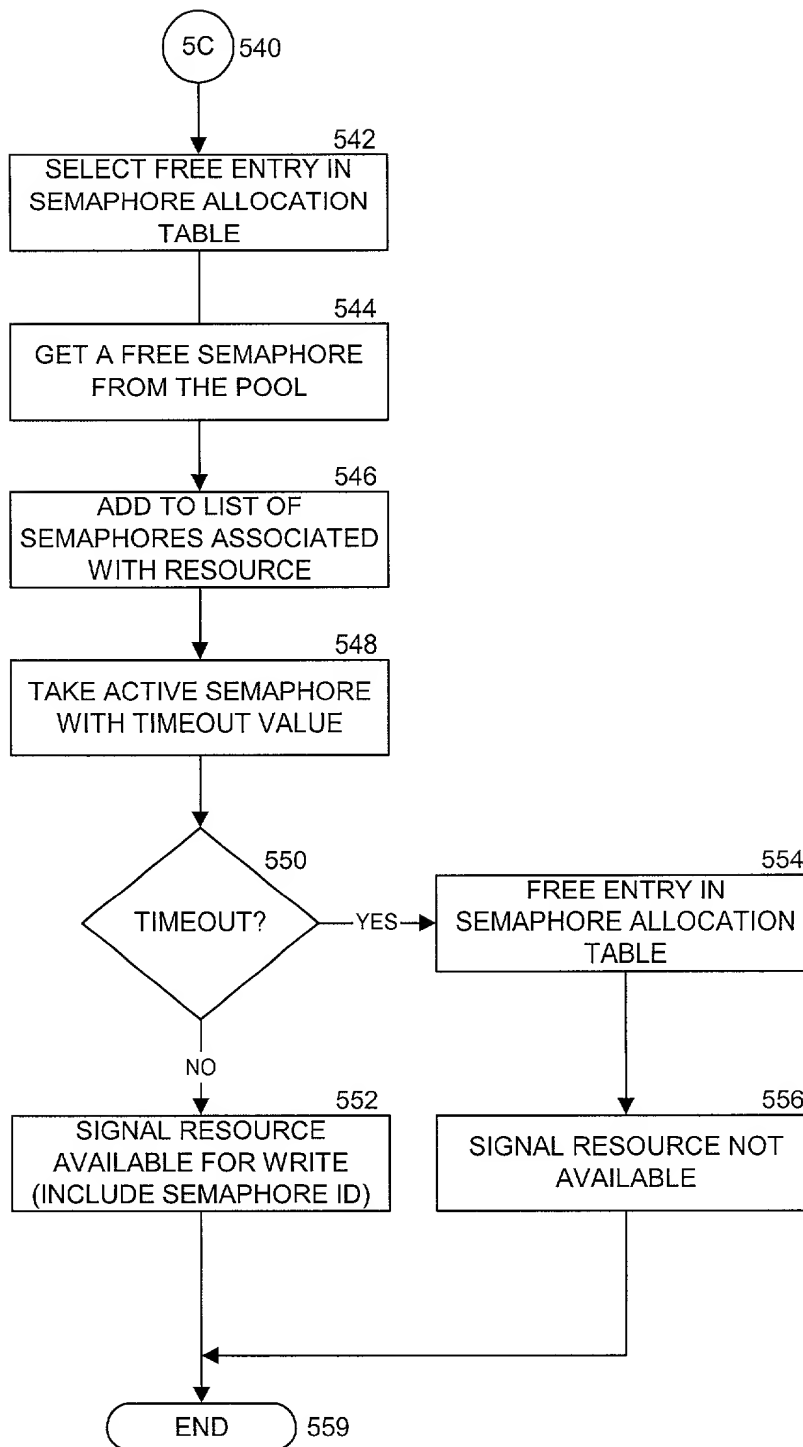 5C
540
542
SELECT FREE ENTRY IN
SEMAPHORE ALLOCATION
TABLE
544
GET A FREE SEMAPHORE
FROM THE POOL
546
ADD TO LIST OF
SEMAPHORES ASSOCIATED
WITH RESOURCE
548
TAKE ACTIVE SEMAPHORE
WITH TIMEOUT VALUE
550
TIMEOUT?
YES
554
FREE ENTRY IN
SEMAPHORE ALLOCATION
TABLE
NO
552
SIGNAL RESOURCE
AVAILABLE FOR WRITE
(INCLUDE SEMAPHORE ID)
556
SIGNAL RESOURCE NOT
AVAILABLE
END
559